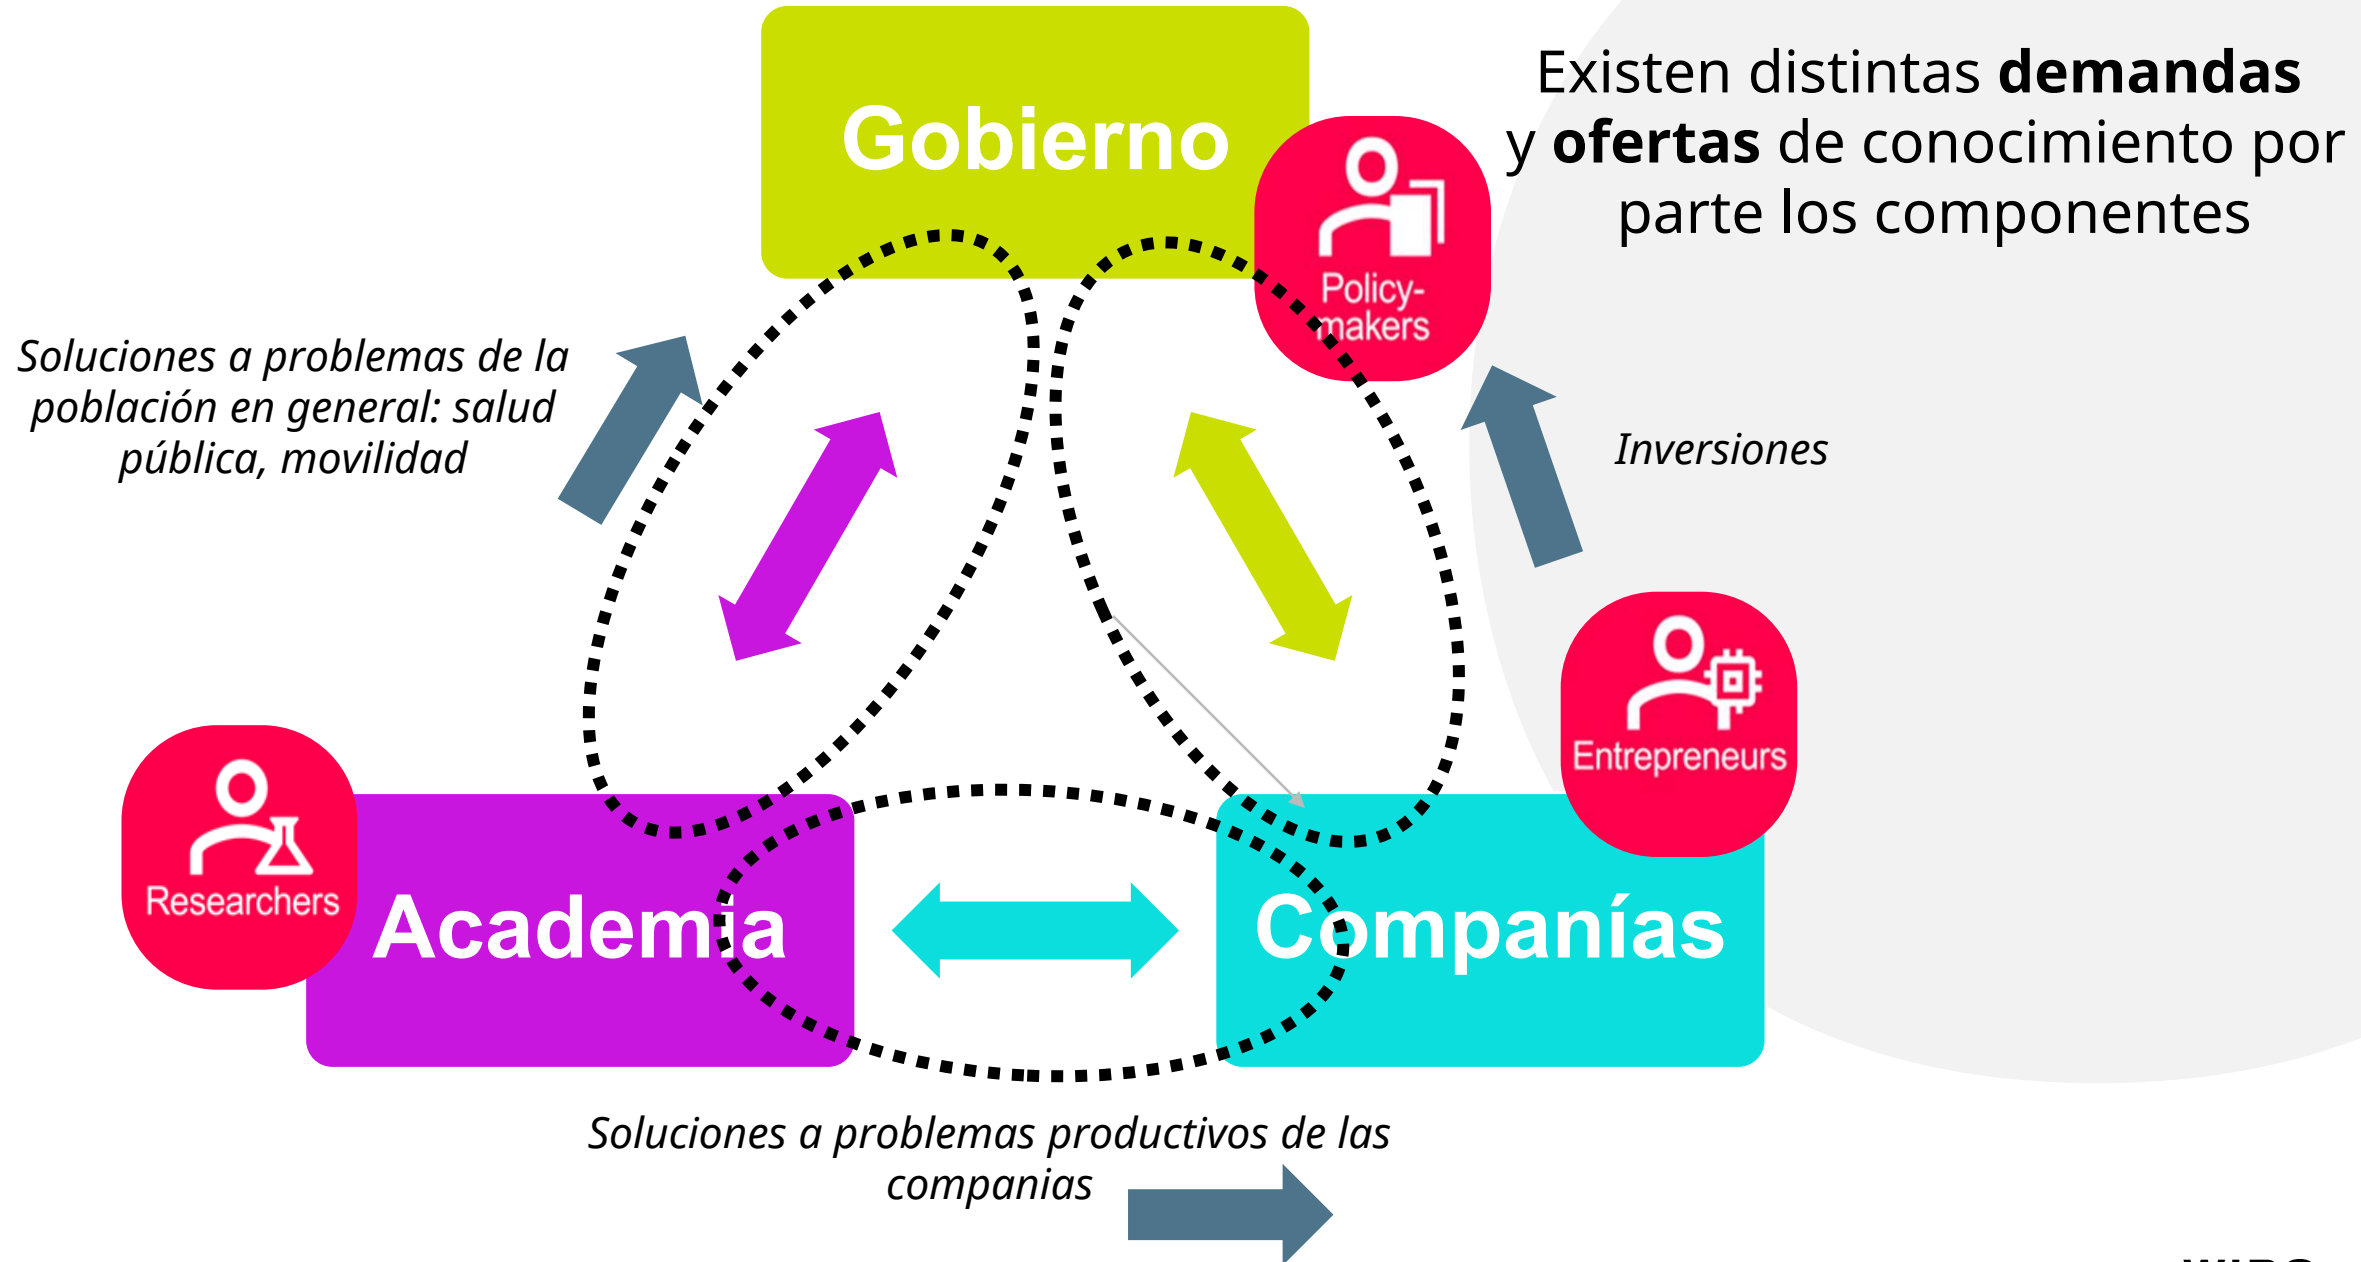 Gobierno
Existen distintas demandas
y ofertas de conocimiento por
parte los componentes
Policy-
makers
Soluciones a problemas de la
población en general: salud
pública, movilidad
Inversiones
Entrepreneurs
Researchers
Academia
Companías
Soluciones a problemas productivos de las
companias